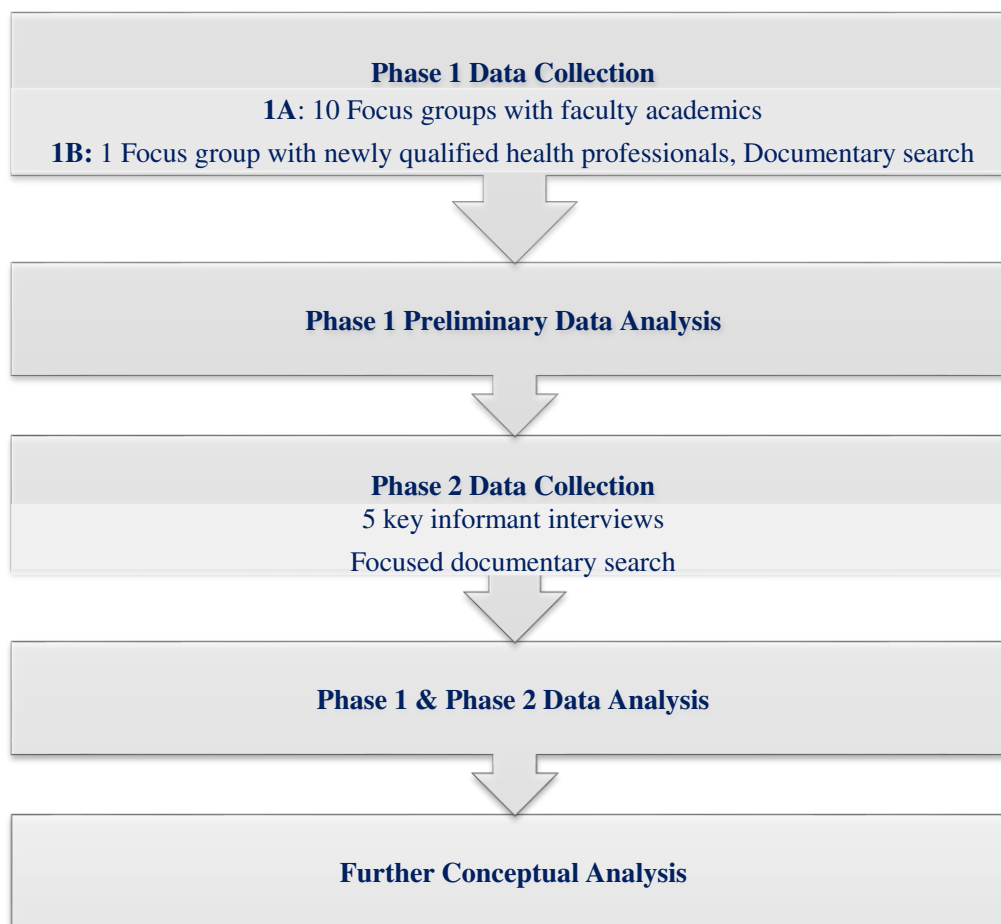 Phase 1 Data Collection
1A: 10 Focus groups with faculty academics
1B: 1 Focus group with newly qualified health professionals, Documentary search
Phase 1 Preliminary Data Analysis
Phase 2 Data Collection
5 key informant interviews
Focused documentary search
Phase 1 & Phase 2 Data Analysis
Further Conceptual Analysis